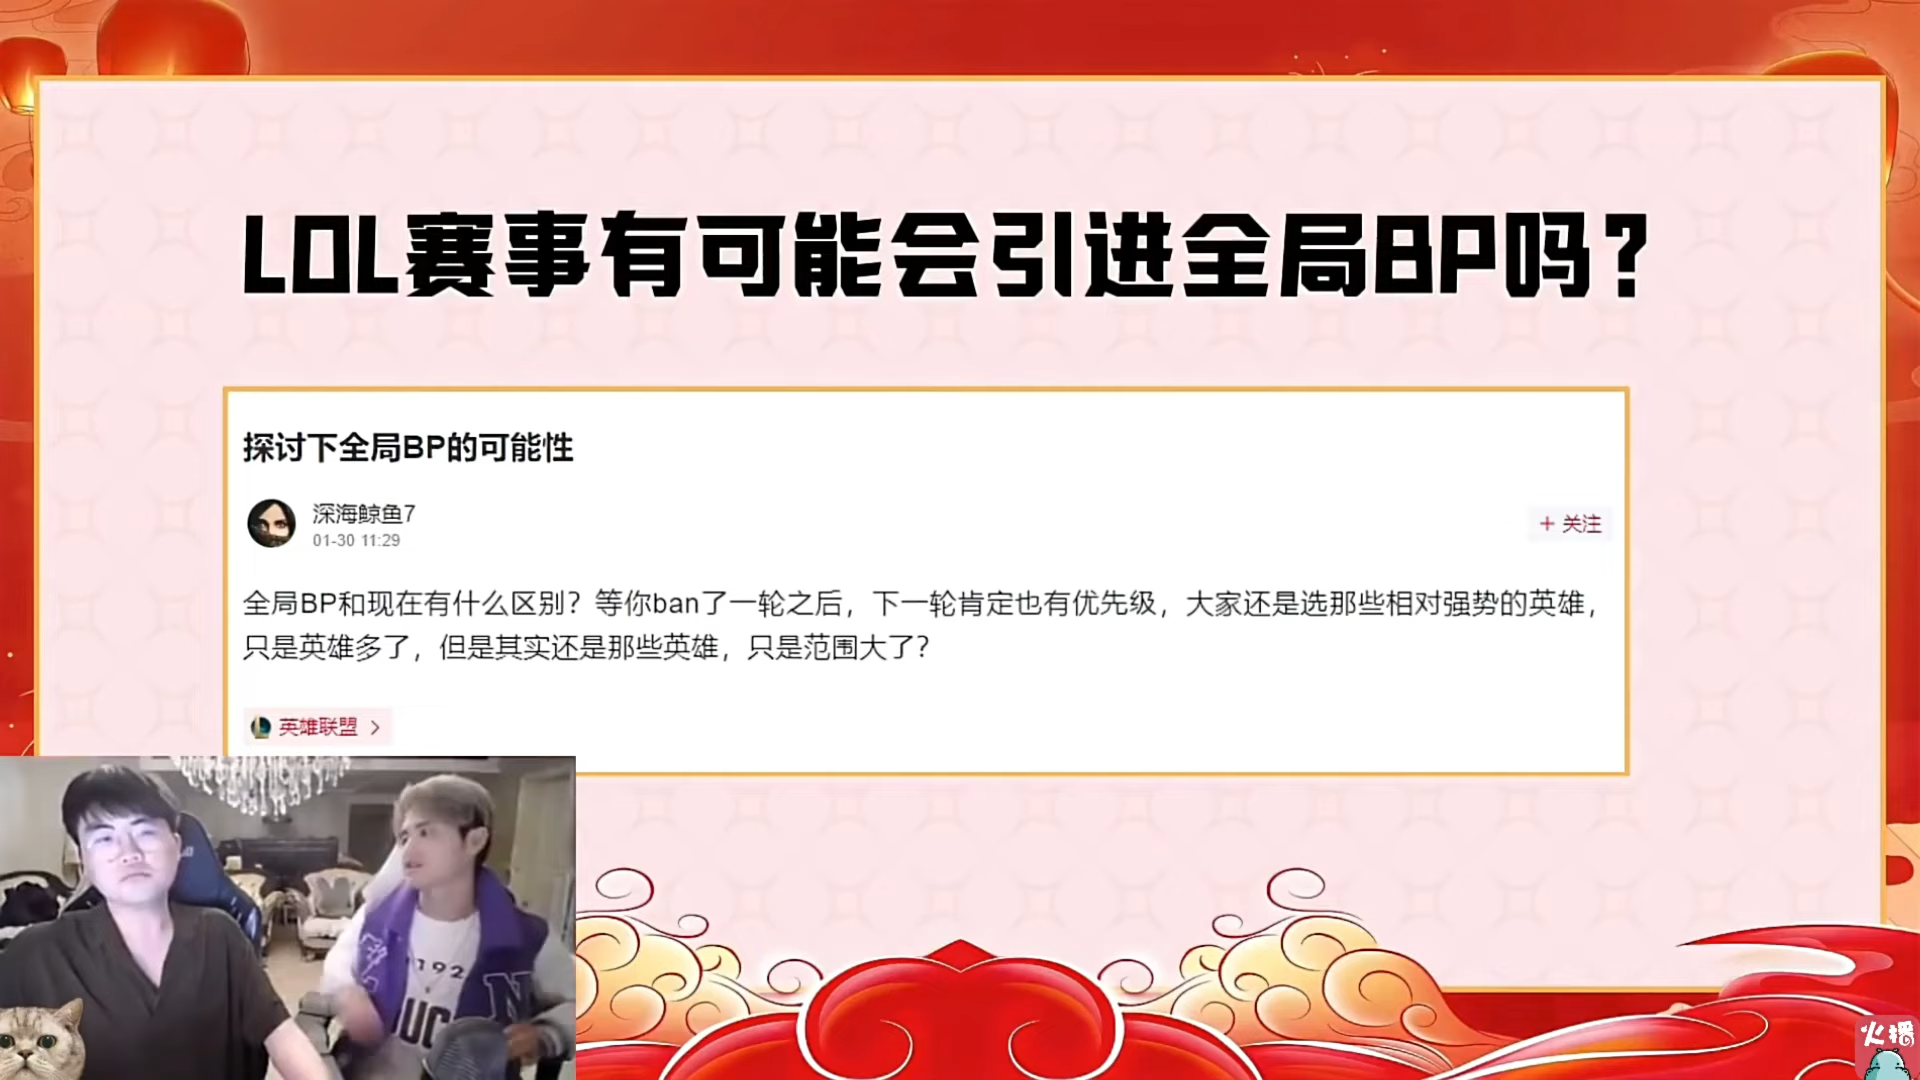 LOL赛事有可能会引进全局BP吗?
探讨下全局BP的可能性
深海鲸鱼7
01-30 11:29
+ 关注
全局BP和现在有什么区别？等你ban了一轮之后，下一轮肯定也有优先级，大家还是选那些相对强势的英雄，
只是英雄多了，但是其实还是那些英雄，只是范围大了？
英雄联盟 >
1992
UC
N
火播